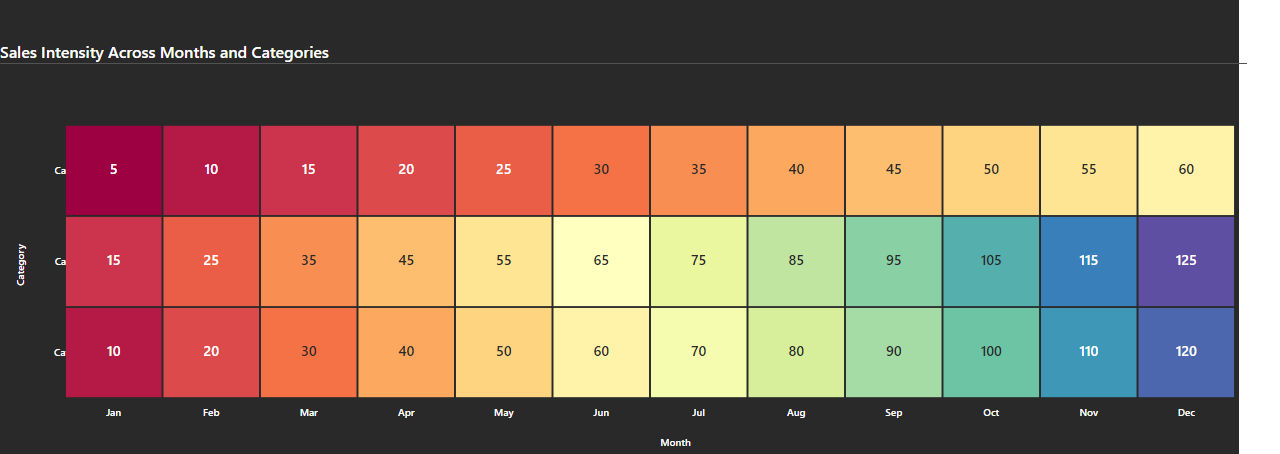 Sales Intensity Across Months and Categories
Ca 5 10 15 20 25 30 35 40 45 50 55 60
Category
Ca 15 25 35 45 55 65 75 85 95 105 115 125
Ca 10 20 30 40 50 60 70 80 90 100 110 120
Jan Feb Mar Apr May Jun Jul Aug Sep Oct Nov Dec
Month